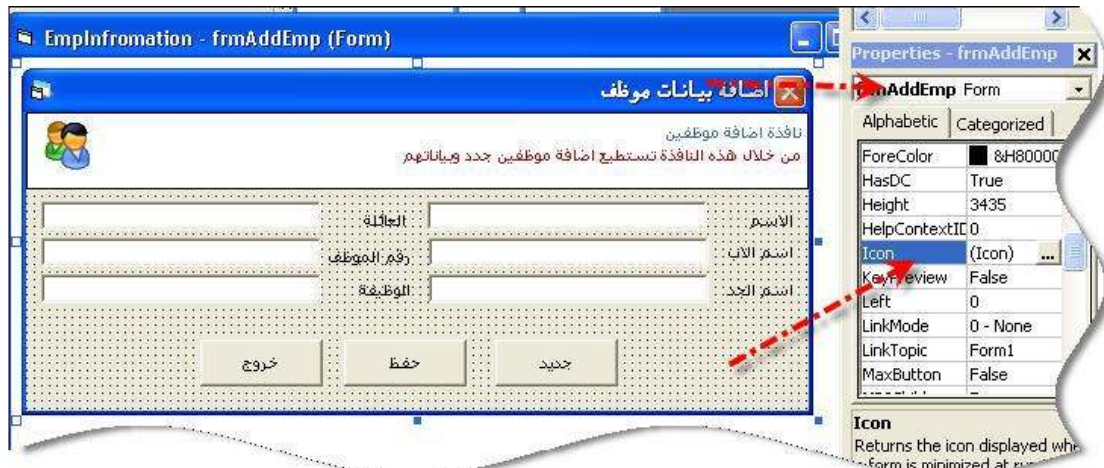 EmpInfromation - frmAddEmp (Form)
اضافة بيانات موظف
نافذة اضافة موظفين
من خلال هذه النافذة تستطيع اضافة موظفين جدد وبياناتهم
الاسم العائلة
اسم الاب رقم الموظف
اسم الجد: الوظيفة
جديد حفظ خروج
Properties - frmAddEmp
frmAddEmp Form
Alphabetic Categorized
ForeColor &H80000
HasDC True
Height 3435
HelpContextID 0
Icon (Icon) ...
KeyPreview False
Left 0
LinkMode 0 - None
LinkTopic Form1
MaxButton False
Icon
Returns the icon displayed
form is minimized at